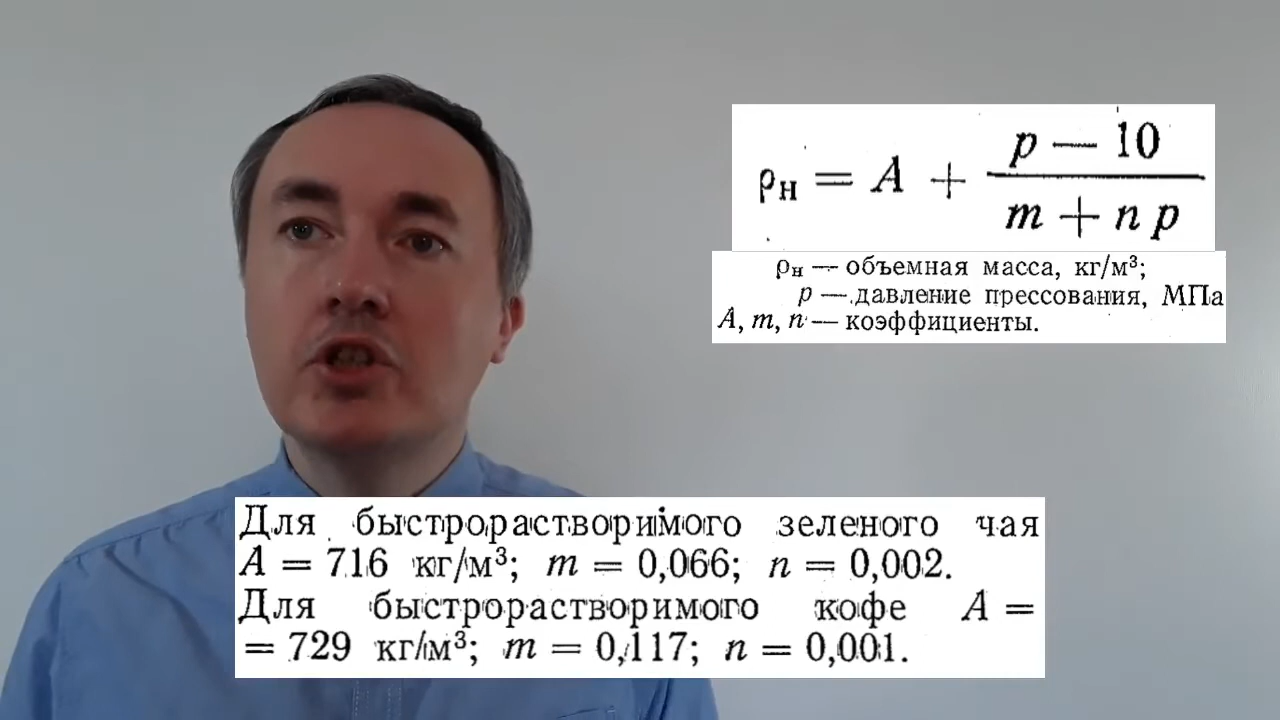 ρн = A + (p — 10) / (m + n p)
ρн — объемная масса, кг/м³;
p — давление прессования, МПа
A, m, n — коэффициенты.
Для быстрорастворимого зеленого чая
A = 716 кг/м³; m = 0,066; n = 0,002.
Для быстрорастворимого кофе A =
= 729 кг/м³; m = 0,117; n = 0,001.